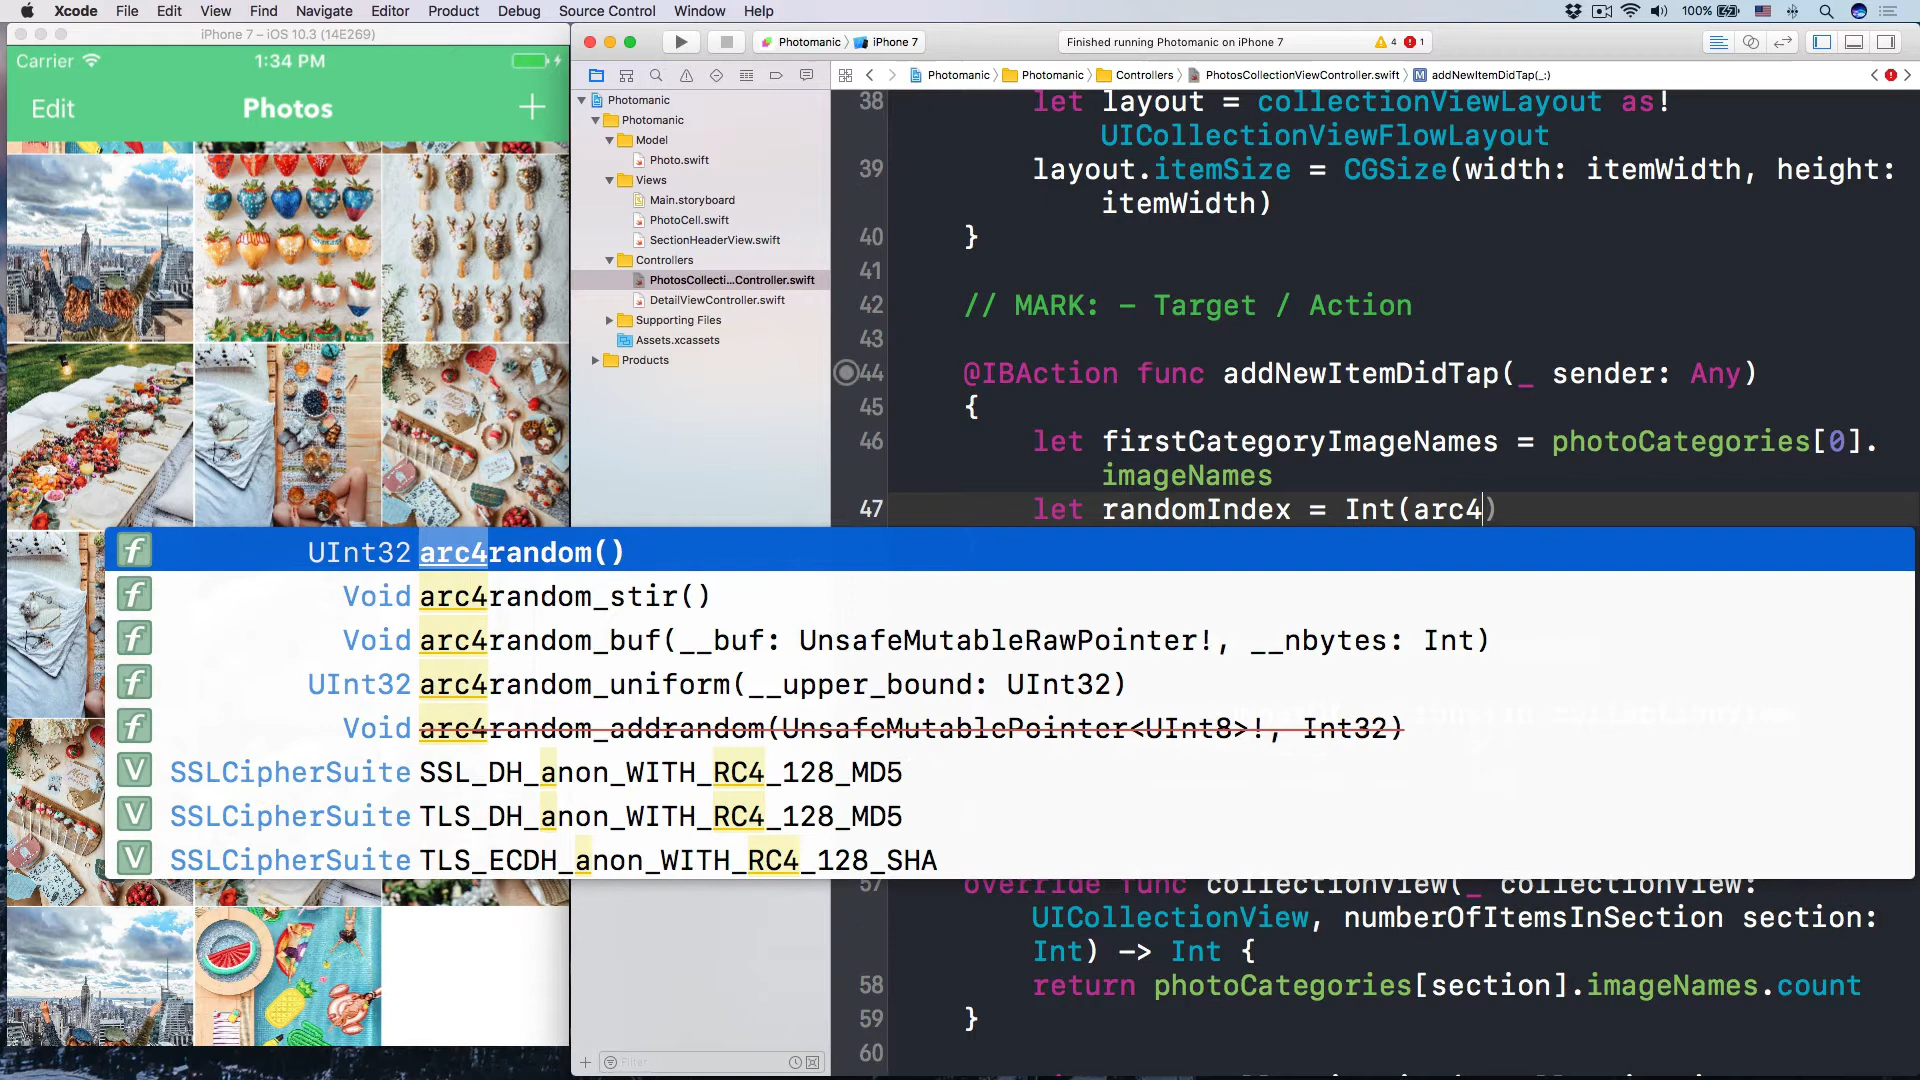 Xcode File Edit View Find Navigate Editor Product Debug Source Control Window Help 100%
iPhone 7 – iOS 10.3 (14E269)
Carrier 1:34 PM
Edit Photos +
Photomanic iPhone 7 Finished running Photomanic on iPhone 7 4 1
Photomanic Photomanic Controllers PhotosCollectionViewController.swift M addNewItemDidTap(_:)
Photomanic
Photomanic
Model
Photo.swift
Views
Main.storyboard
PhotoCell.swift
SectionHeaderView.swift
Controllers
PhotosCollecti...Controller.swift
DetailViewController.swift
Supporting Files
Assets.xcassets
Products
Filter
38 let layout = collectionViewLayout as!
UICollectionViewFlowLayout
39 layout.itemSize = CGSize(width: itemWidth, height:
itemWidth)
40 }
41
42 // MARK: - Target / Action
43
44 @IBAction func addNewItemDidTap(_ sender: Any)
45 {
46 let firstCategoryImageNames = photoCategories[0].
imageNames
47 let randomIndex = Int(arc4)
f UInt32 arc4random()
f Void arc4random_stir()
f Void arc4random_buf(__buf: UnsafeMutableRawPointer!, __nbytes: Int)
f UInt32 arc4random_uniform(__upper_bound: UInt32)
f Void arc4random_addrandom(UnsafeMutablePointer<UInt8>!, Int32)
V SSLCipherSuite SSL_DH_anon_WITH_RC4_128_MD5
V SSLCipherSuite TLS_DH_anon_WITH_RC4_128_MD5
V SSLCipherSuite TLS_ECDH_anon_WITH_RC4_128_SHA
57 override func collectionView(_ collectionView:
UICollectionView, numberOfItemsInSection section:
Int) -> Int {
58 return photoCategories[section].imageNames.count
59 }
60